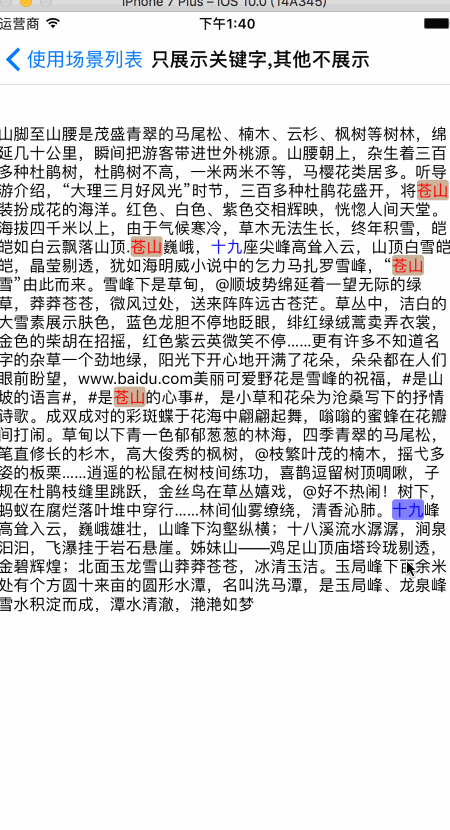 iPhone 7 Plus – iOS 10.0 (14A345)
运营商 下午1:40
使用场景列表 只展示关键字,其他不展示
山脚至山腰是茂盛青翠的马尾松、楠木、云杉、枫树等树林，绵
延几十公里，瞬间把游客带进世外桃源。山腰朝上，杂生着三百
多种杜鹃树，杜鹃树不高，一米两米不等，马樱花类居多。听导
游介绍，“大理三月好风光”时节，三百多种杜鹃花盛开，将苍山
装扮成花的海洋。红色、白色、紫色交相辉映，恍惚人间天堂。
海拔四千米以上，由于气候寒冷，草木无法生长，终年积雪，皑
皑如白云飘落山顶.苍山巍峨，十九座尖峰高耸入云，山顶白雪皑
皑，晶莹剔透，犹如海明威小说中的乞力马扎罗雪峰，“苍山
雪”由此而来。雪峰下是草甸，@顺坡势绵延着一望无际的绿
草，莽莽苍苍，微风过处，送来阵阵远古苍茫。草丛中，洁白的
大雪素展示肤色，蓝色龙胆不停地眨眼，绯红绿绒蒿卖弄衣裳，
金色的柴胡在招摇，红色紫云英微笑不停……更有许多不知道名
字的杂草一个劲地绿，阳光下开心地开满了花朵，朵朵都在人们
眼前盼望，www.baidu.com美丽可爱野花是雪峰的祝福，#是山
坡的语言#，#是苍山的心事#，是小草和花朵为沧桑写下的抒情
诗歌。成双成对的彩斑蝶于花海中翩翩起舞，嗡嗡的蜜蜂在花瓣
间打闹。草甸以下青一色郁郁葱葱的林海，四季青翠的马尾松，
笔直修长的杉木，高大俊秀的枫树，@枝繁叶茂的楠木，摇弋多
姿的板栗……逍遥的松鼠在树枝间练功，喜鹊逗留树顶啁啾，子
规在杜鹃枝缝里跳跃，金丝鸟在草丛嬉戏，@好不热闹！树下，
蚂蚁在腐烂落叶堆中穿行……林间仙雾缭绕，清香沁肺。十九峰
高耸入云，巍峨雄壮，山峰下沟壑纵横；十八溪流水潺潺，涧泉
汩汩，飞瀑挂于岩石悬崖。姊妹山——鸡足山顶庙塔玲珑剔透，
金碧辉煌；北面玉龙雪山莽莽苍苍，冰清玉洁。玉局峰下百余米
处有个方圆十来亩的圆形水潭，名叫洗马潭，是玉局峰、龙泉峰
雪水积淀而成，潭水清澈，滟滟如梦